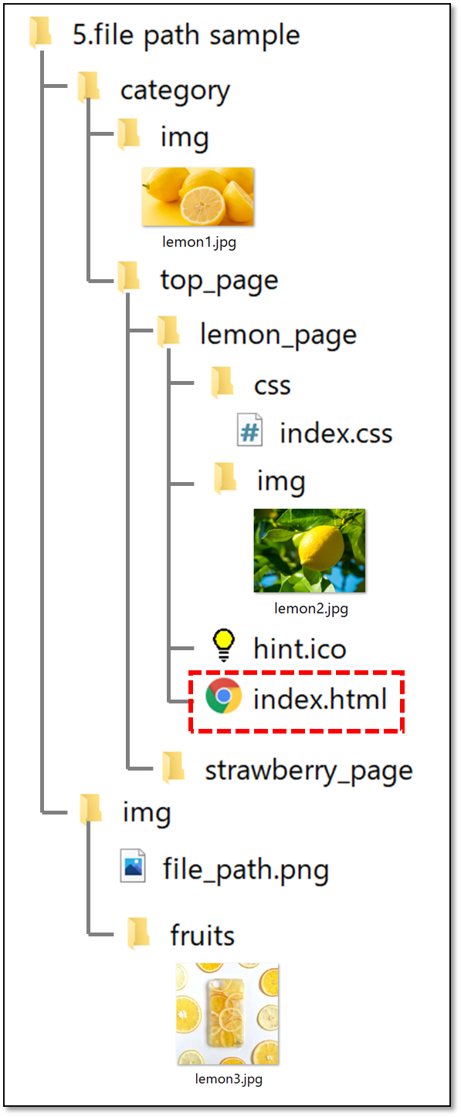 5.file path sample
category
img
lemon1.jpg
top_page
lemon_page
css
# index.css
img
lemon2.jpg
hint.ico
index.html
strawberry_page
img
file_path.png
fruits
lemon3.jpg